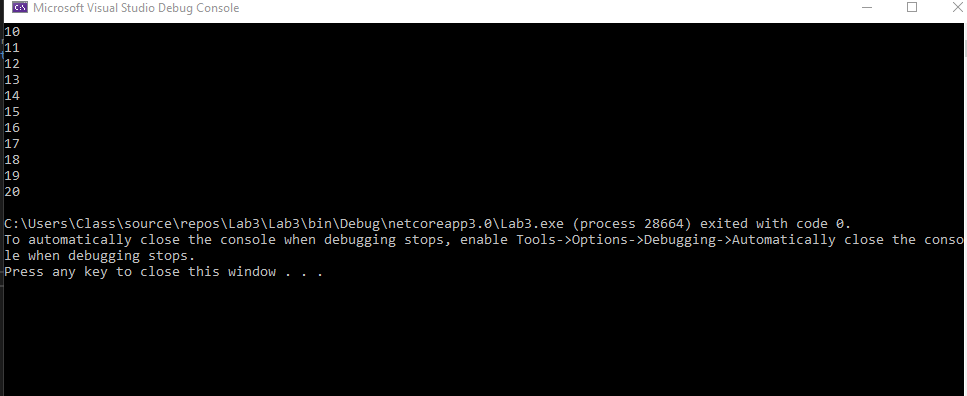 Microsoft Visual Studio Debug Console
10
11
12
13
14
15
16
17
18
19
20
C:\Users\Class\source\repos\Lab3\Lab3\bin\Debug\netcoreapp3.0\Lab3.exe (process 28664) exited with code 0.
To automatically close the console when debugging stops, enable Tools->Options->Debugging->Automatically close the conso
le when debugging stops.
Press any key to close this window . . .